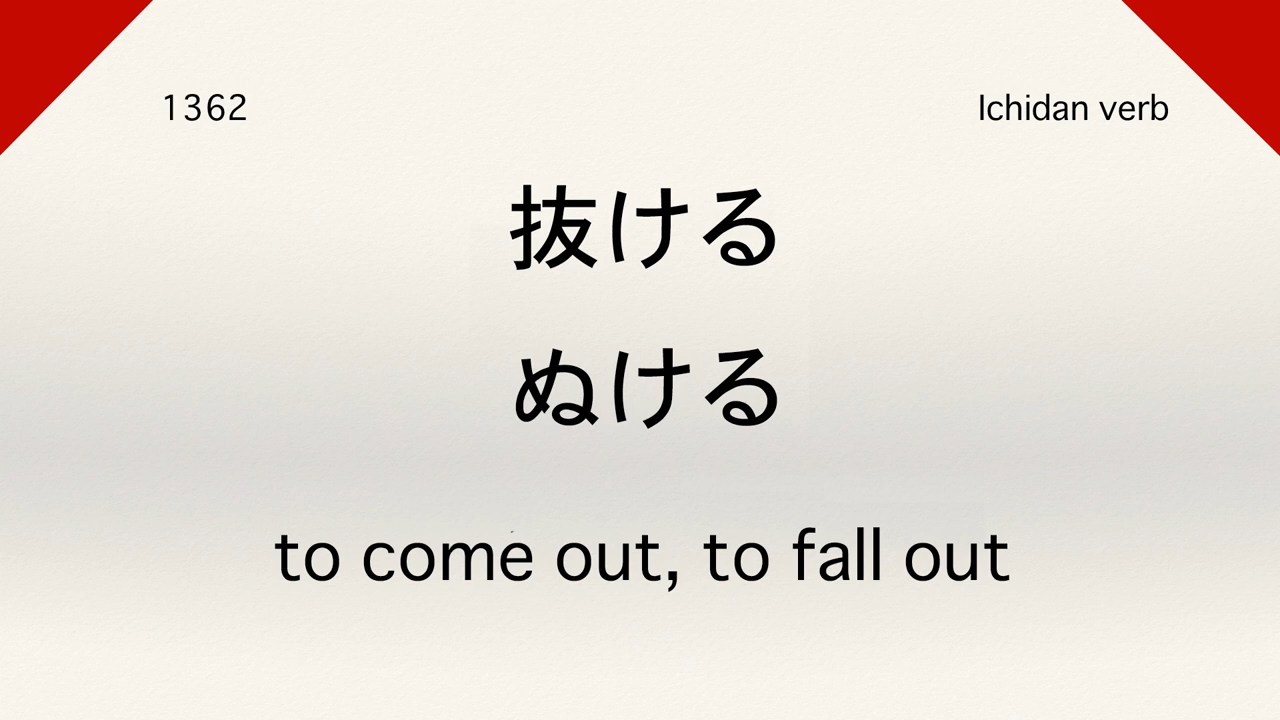 1362
Ichidan verb
抜ける
ぬける
to come out, to fall out